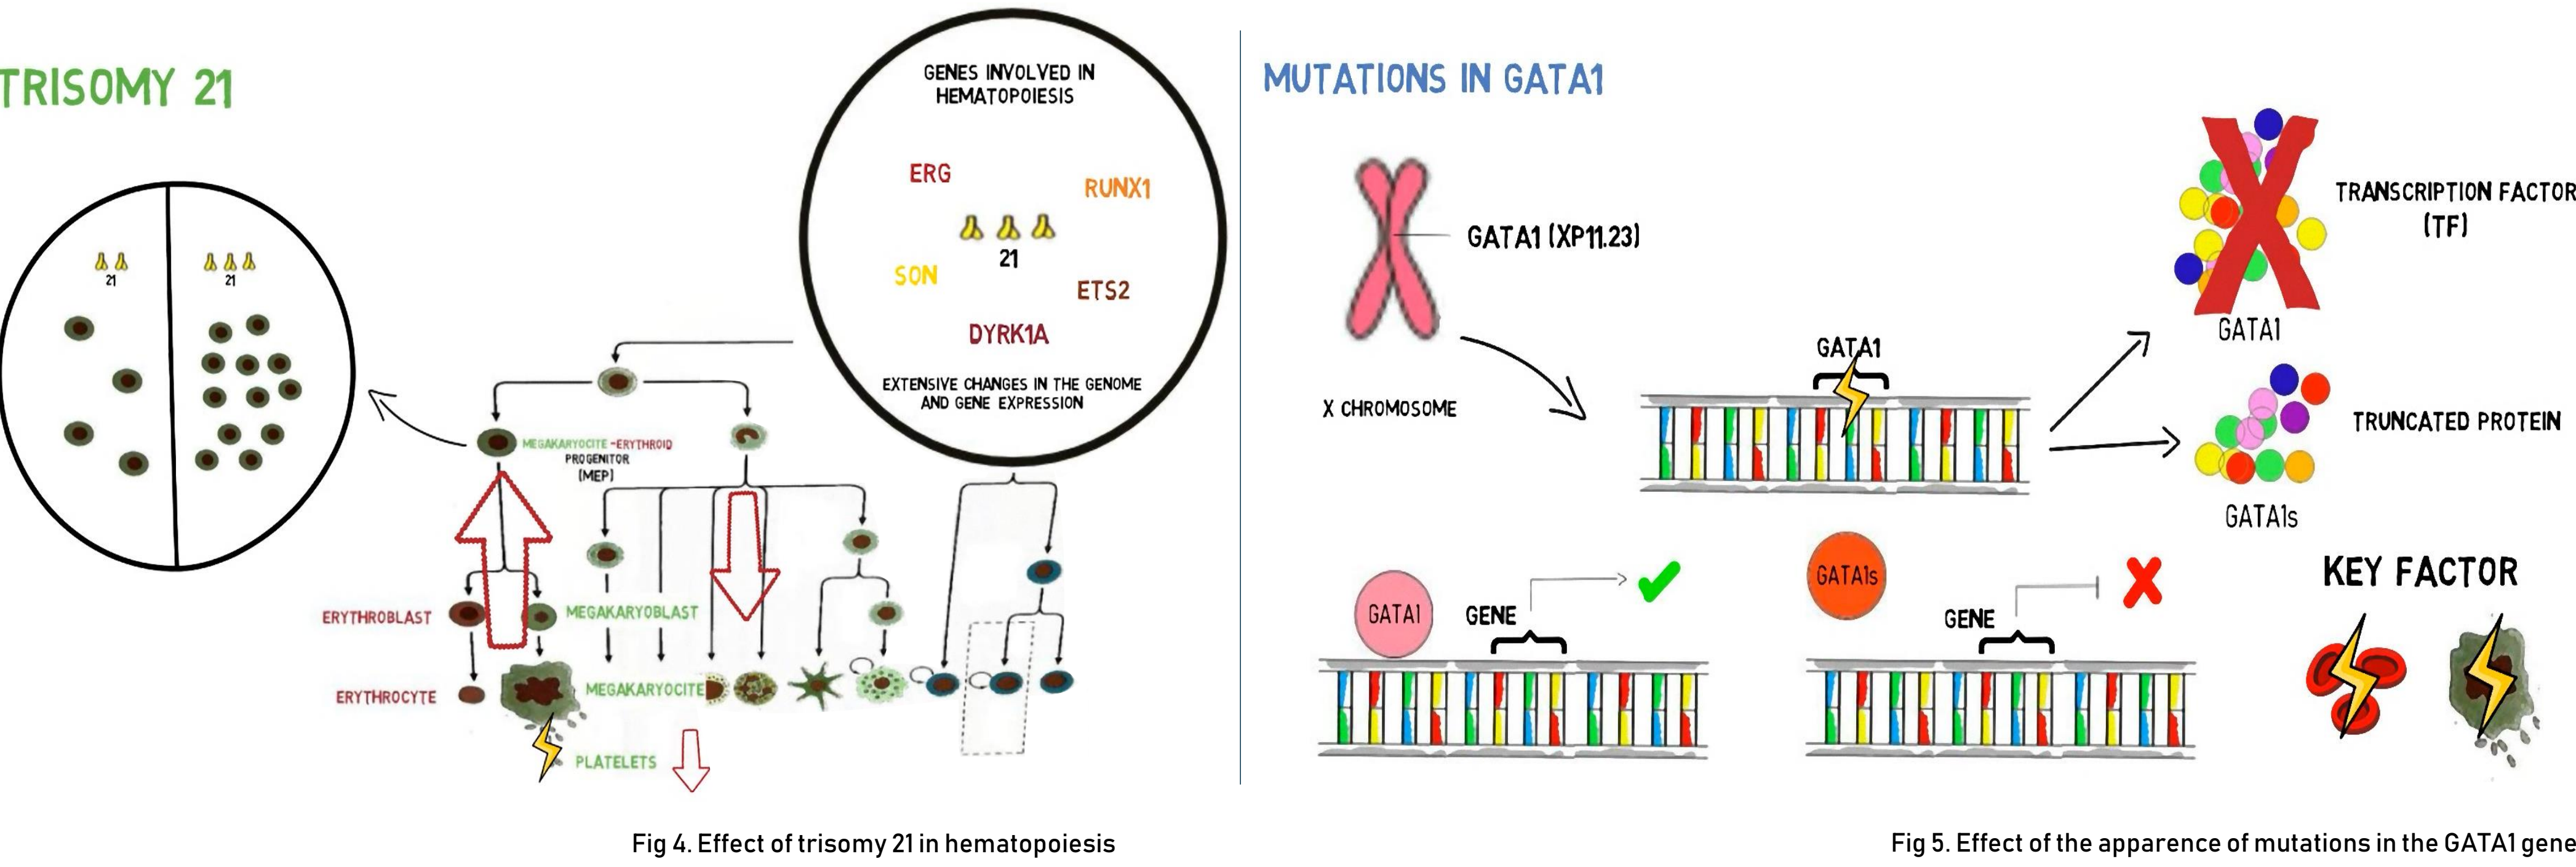 TRISOMY 21
GENES INVOLVED IN
HEMATOPOIESIS
ERG
RUNX1
21
SON
ETS2
DYRK1A
EXTENSIVE CHANGES IN THE GENOME
AND GENE EXPRESSION
21
21
MEGAKARYOCITE -ERYTHROID
PROGENITOR
(MEP)
ERYTHROBLAST
MEGAKARYOBLAST
ERYTHROCYTE
MEGAKARYOCITE
PLATELETS
Fig 4. Effect of trisomy 21 in hematopoiesis
MUTATIONS IN GATA1
GATA1 (XP11.23)
X CHROMOSOME
GATA1
TRANSCRIPTION FACTOR
(TF)
GATA1
TRUNCATED PROTEIN
GATA1s
GATA1
GENE
GATA1s
GENE
KEY FACTOR
Fig 5. Effect of the apparence of mutations in the GATA1 gene